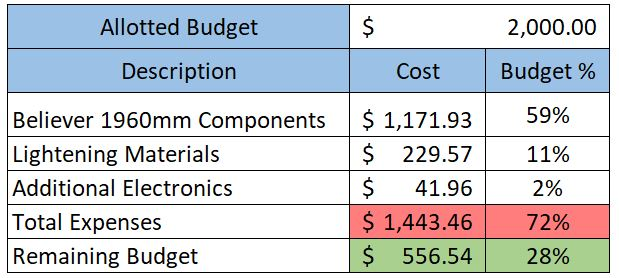 Allotted Budget $ 2,000.00
Description Cost Budget %
Believer 1960mm Components $ 1,171.93 59%
Lightening Materials $ 229.57 11%
Additional Electronics $ 41.96 2%
Total Expenses $ 1,443.46 72%
Remaining Budget $ 556.54 28%